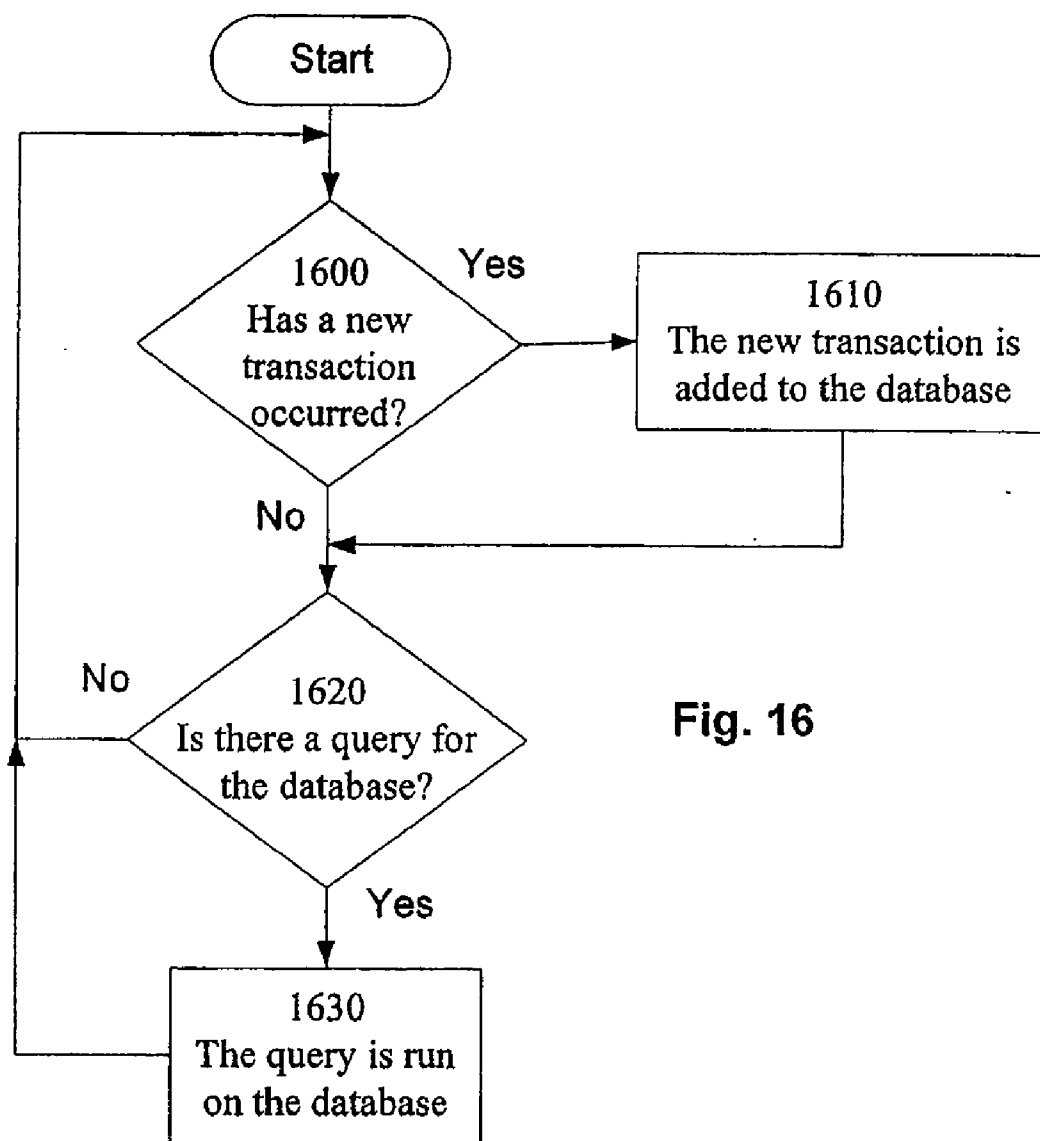 Start
1600
Has a new
transaction
occurred?
Yes
1610
The new transaction is
added to the database
No
No
1620
Is there a query for
the database?
Fig. 16
Yes
1630
The query is run
on the database